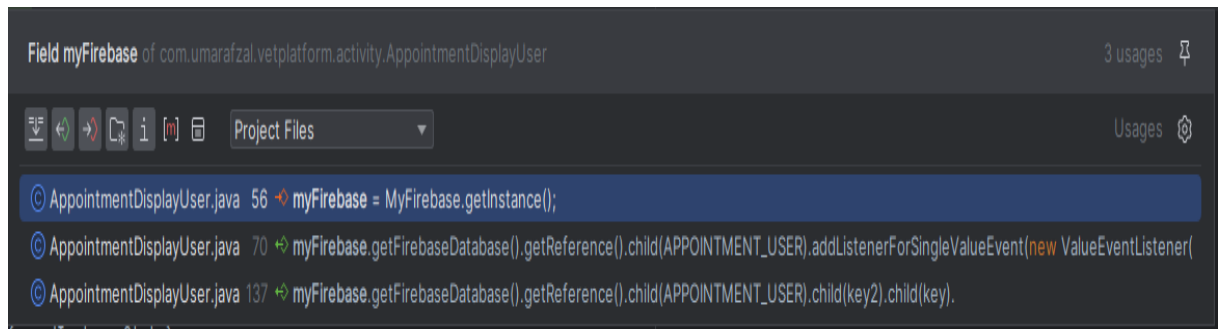 Field myFirebase of com.umarafzal.vetplatform.activity.AppointmentDisplayUser 3 usages
[m] Project Files Usages
AppointmentDisplayUser.java 56 myFirebase = MyFirebase.getInstance();
AppointmentDisplayUser.java 70 myFirebase.getFirebaseDatabase().getReference().child(APPOINTMENT_USER).addListenerForSingleValueEvent(new ValueEventListener(
AppointmentDisplayUser.java 137 myFirebase.getFirebaseDatabase().getReference().child(APPOINTMENT_USER).child(key2).child(key).